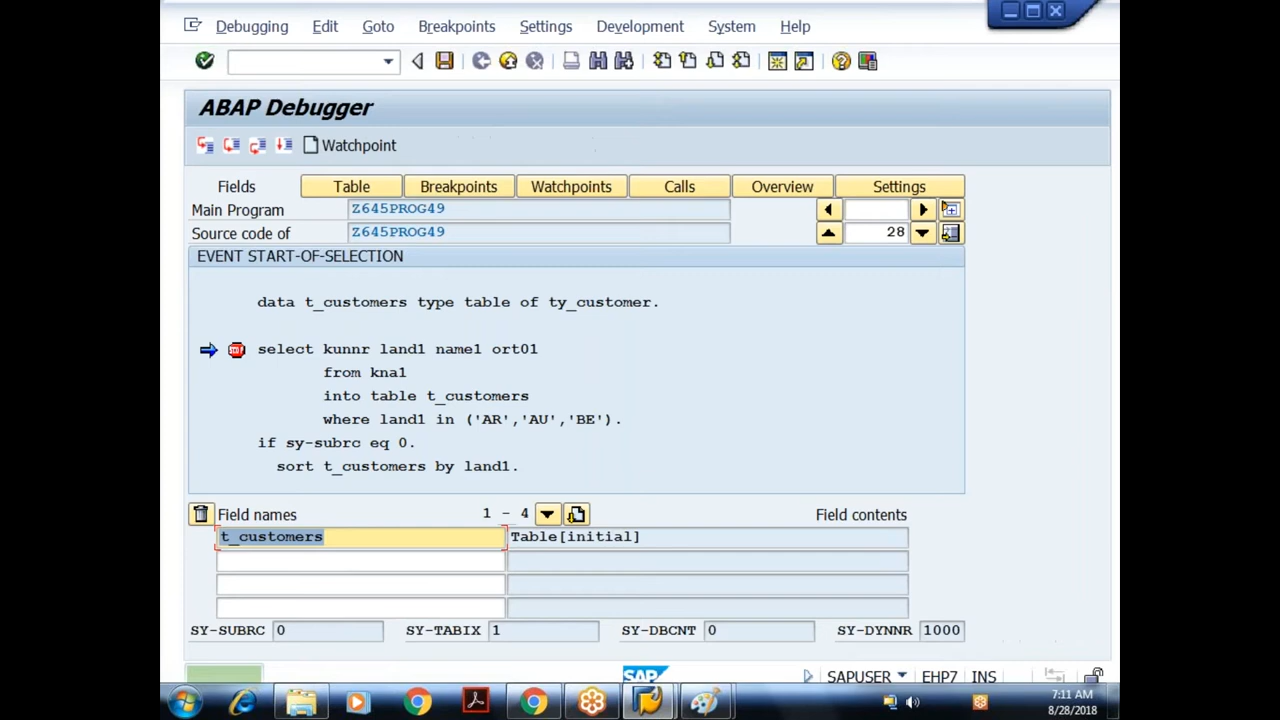 Debugging Edit Goto Breakpoints Settings Development System Help
ABAP Debugger
Watchpoint
Fields Table Breakpoints Watchpoints Calls Overview Settings
Main Program Z645PROG49
Source code of Z645PROG49 28
EVENT START-OF-SELECTION
data t_customers type table of ty_customer.
STOP select kunnr land1 name1 ort01
from kna1
into table t_customers
where land1 in ('AR','AU','BE').
if sy-subrc eq 0.
sort t_customers by land1.
Field names 1 - 4 Field contents
t_customers Table[initial]
SY-SUBRC 0 SY-TABIX 1 SY-DBCNT 0 SY-DYNNR 1000
SAP SAPUSER EHP7 INS
7:11 AM
8/28/2018